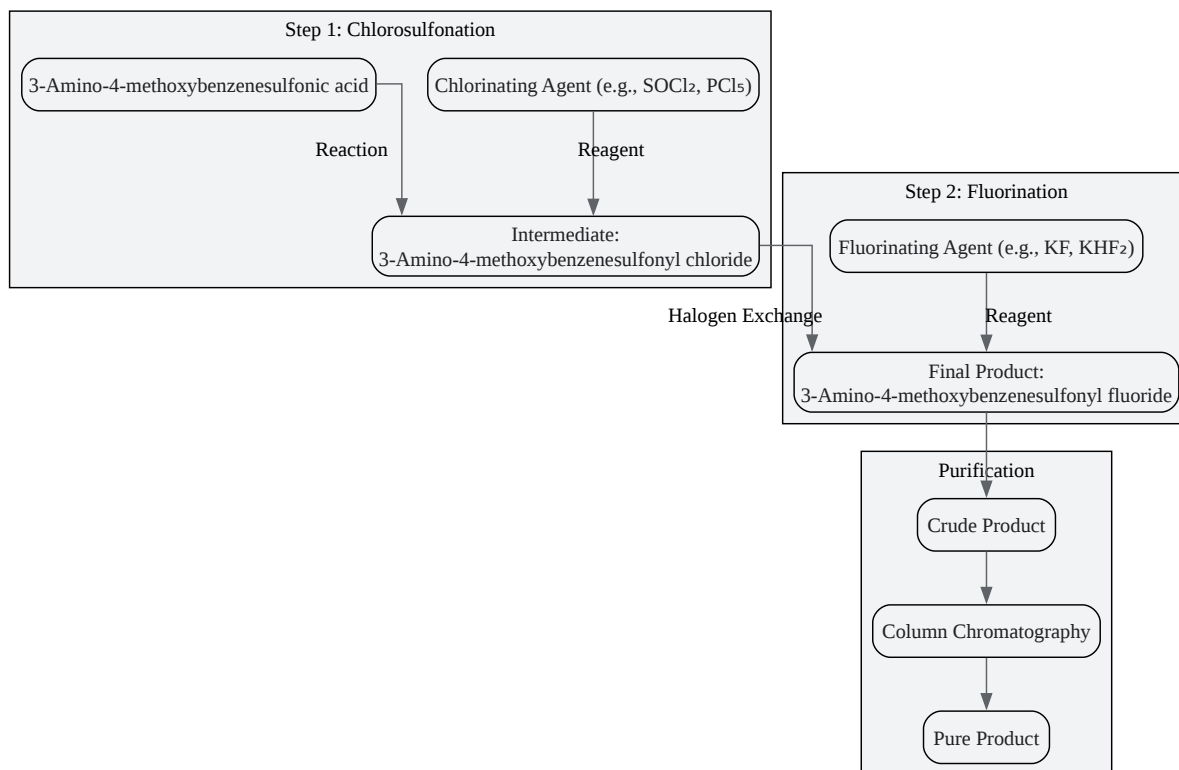 Step 1: Chlorosulfonation
3-Amino-4-methoxybenzenesulfonic acid
Chlorinating Agent (e.g., SOCl₂, PCl₅)
Reaction
Reagent
Intermediate:
3-Amino-4-methoxybenzenesulfonyl chloride
Step 2: Fluorination
Fluorinating Agent (e.g., KF, KHF₂)
Halogen Exchange
Reagent
Final Product:
3-Amino-4-methoxybenzenesulfonyl fluoride
Purification
Crude Product
Column Chromatography
Pure Product